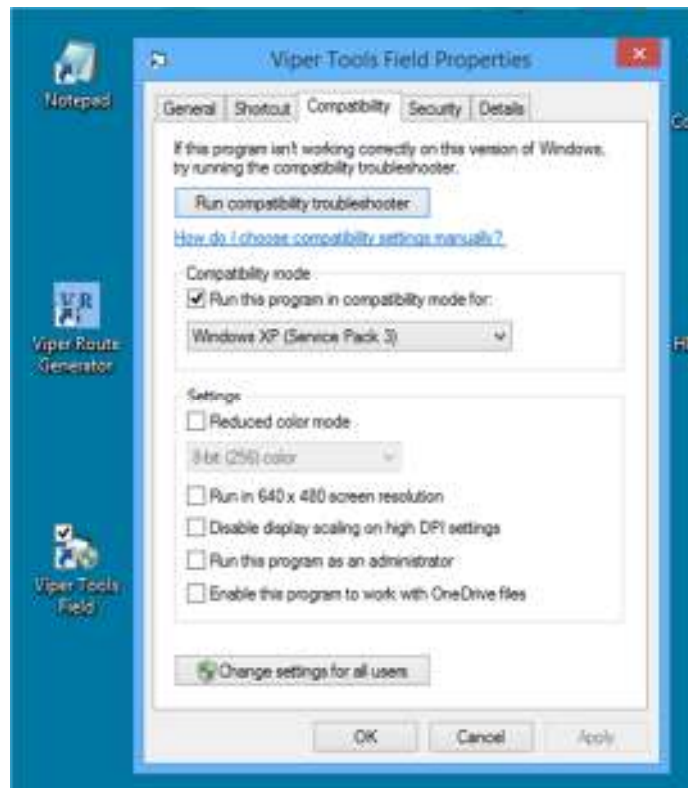 Notepad
Viper Route
Generator
Viper Tools
Field
Viper Tools Field Properties
General Shortcut Compatibility Security Details
If this program isn't working correctly on this version of Windows,
try running the compatibility troubleshooter.
Run compatibility troubleshooter
How do I choose compatibility settings manually?
Compatibility mode
Run this program in compatibility mode for:
Windows XP (Service Pack 3)
Settings
Reduced color mode
8-bit (256) color
Run in 640 x 480 screen resolution
Disable display scaling on high DPI settings
Run this program as an administrator
Enable this program to work with OneDrive files
Change settings for all users
OK Cancel Apply